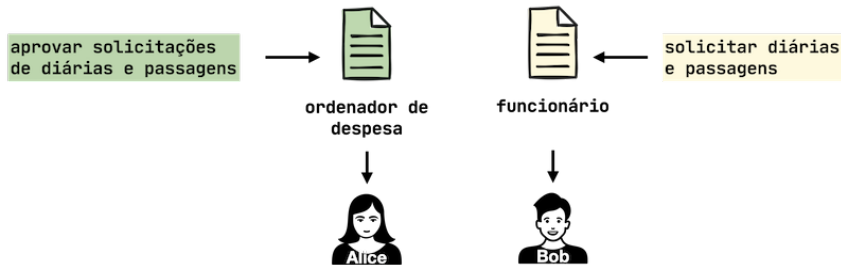 aprovar solicitações
de diárias e passagens
ordenador de
despesa
Alice
funcionário
Bob
solicitar diárias
e passagens